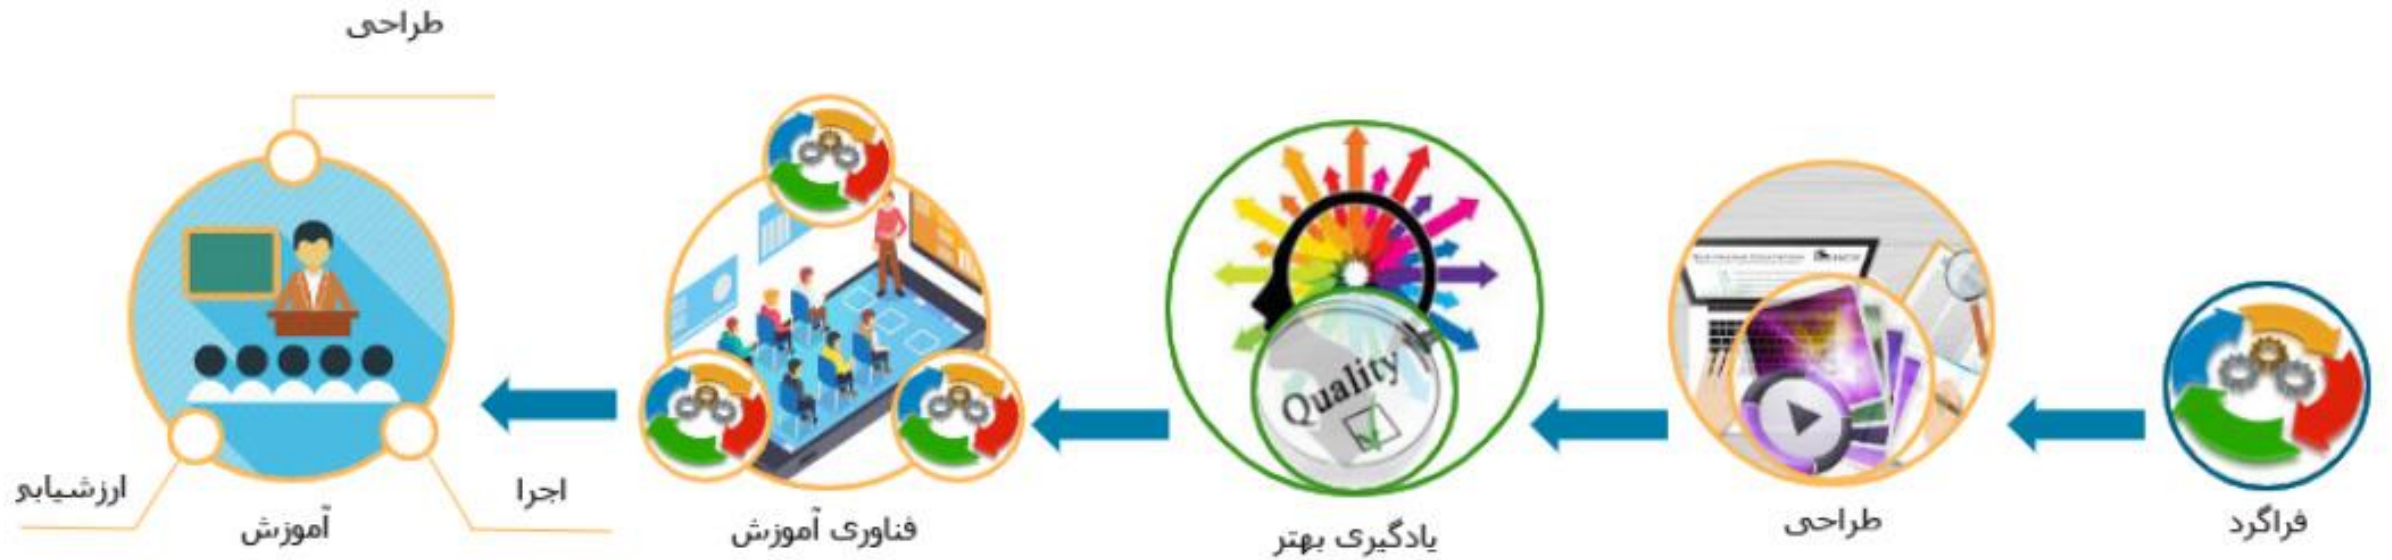 طراحی
فراگرد
طراحی
یادگیری بهتر
Quality
فناوری آموزش
آموزش
اجرا
ارزشیابی